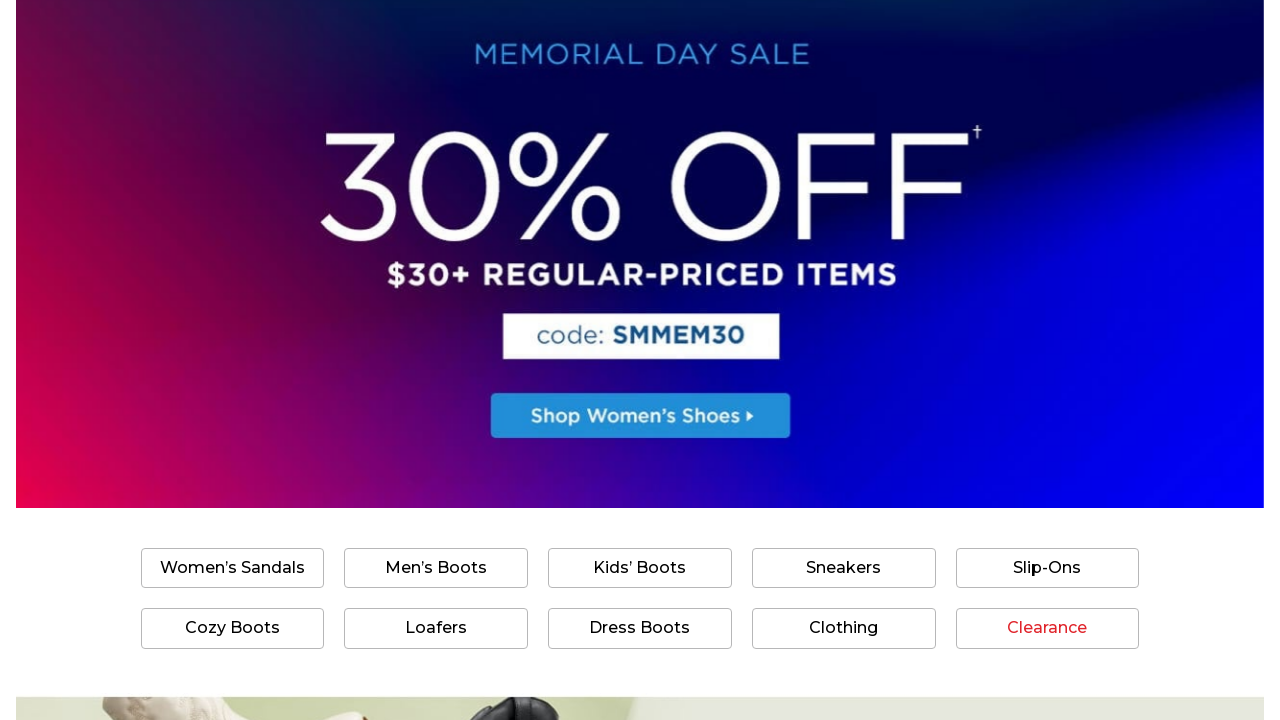 MEMORIAL DAY SALE
30% OFF†
$30+ REGULAR-PRICED ITEMS
code: SMMEM30
Shop Women's Shoes
Women's Sandals
Men's Boots
Kids' Boots
Sneakers
Slip-Ons
Cozy Boots
Loafers
Dress Boots
Clothing
Clearance